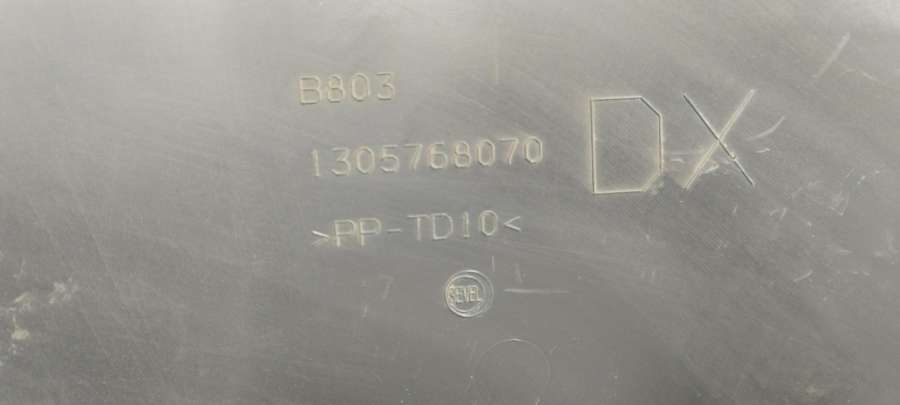 B803
1305768070
DX
>PP-TD10<
SEVEL